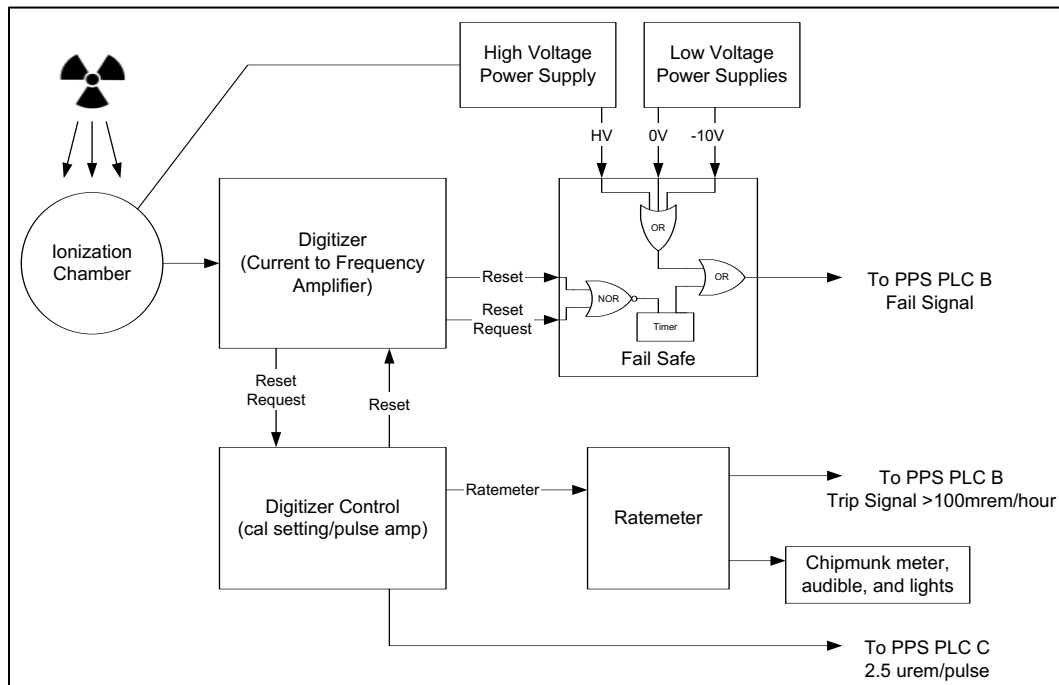 High Voltage
Power Supply
Low Voltage
Power Supplies
HV
0V
-10V
Ionization
Chamber
Digitizer
(Current to Frequency
Amplifier)
Reset
Reset
Request
OR
OR
NOR
Timer
Fail Safe
To PPS PLC B
Fail Signal
Reset
Request
Reset
Digitizer Control
(cal setting/pulse amp)
Ratemeter
Ratemeter
To PPS PLC B
Trip Signal >100mrem/hour
Chipmunk meter,
audible, and lights
To PPS PLC C
2.5 urem/pulse